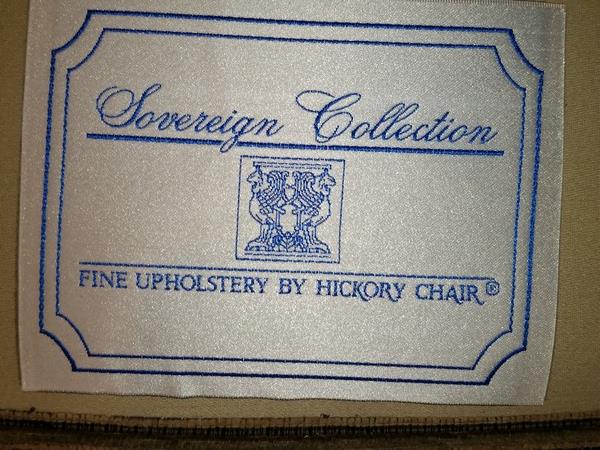 Sovereign Collection
FINE UPHOLSTERY BY HICKORY CHAIR®